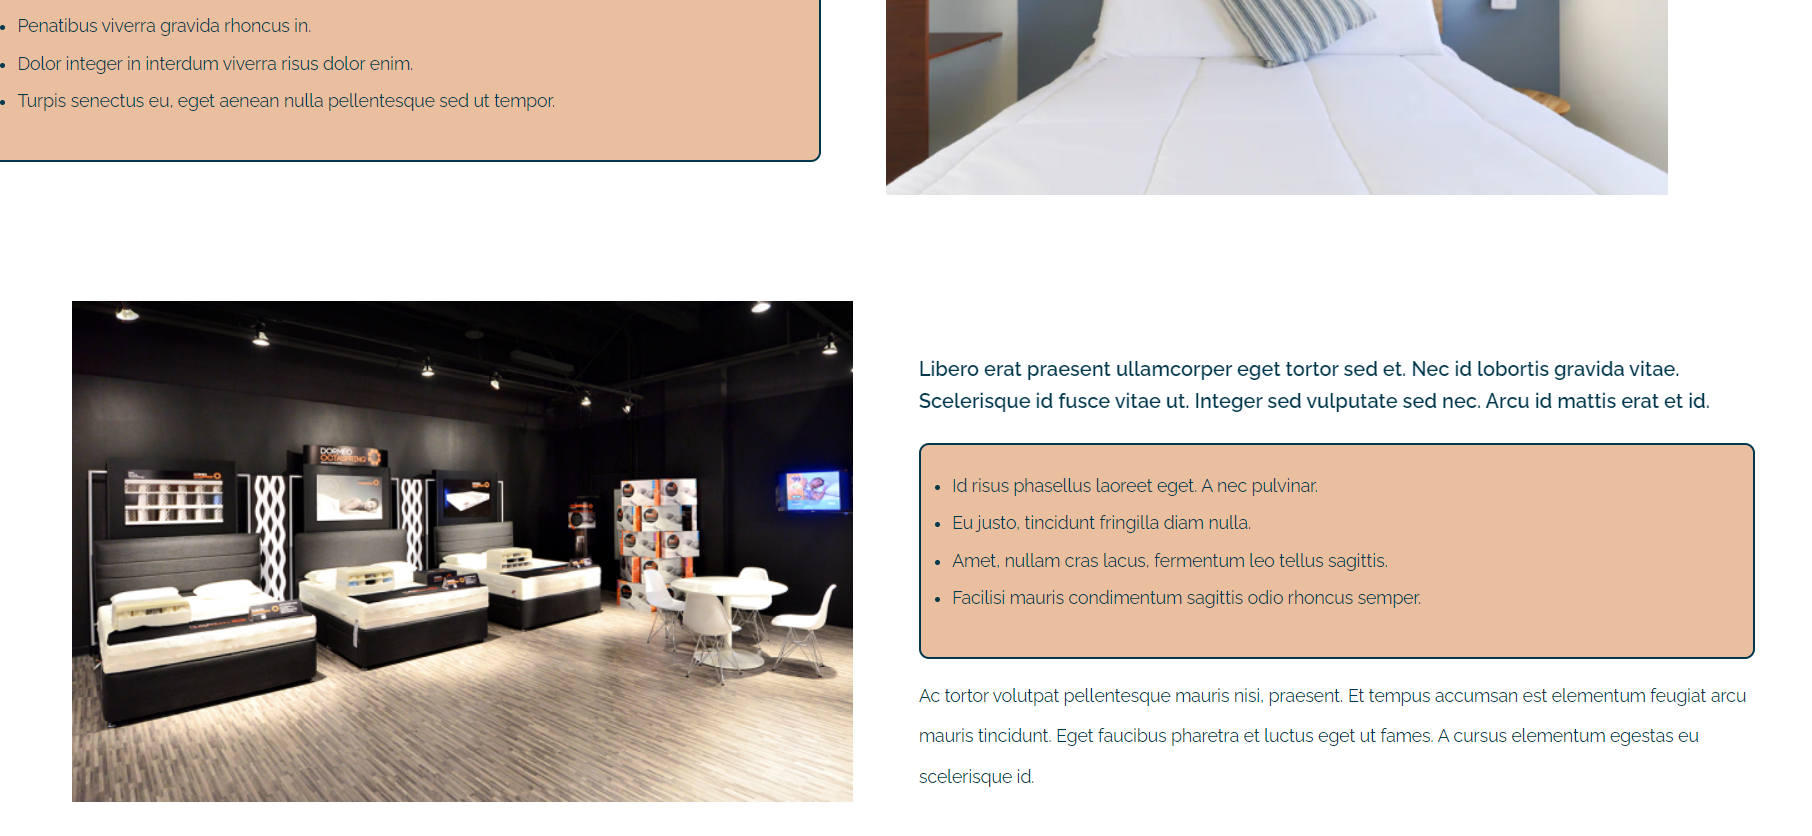 Penatibus viverra gravida rhoncus in.
Dolor integer in interdum viverra risus dolor enim.
Turpis senectus eu, eget aenean nulla pellentesque sed ut tempor.
DORMEO
OCTASPRING
Libero erat praesent ullamcorper eget tortor sed et. Nec id lobortis gravida vitae.
Scelerisque id fusce vitae ut. Integer sed vulputate sed nec. Arcu id mattis erat et id.
Id risus phasellus laoreet eget. A nec pulvinar.
Eu justo, tincidunt fringilla diam nulla.
Amet, nullam cras lacus, fermentum leo tellus sagittis.
Facilisi mauris condimentum sagittis odio rhoncus semper.
Ac tortor volutpat pellentesque mauris nisi, praesent. Et tempus accumsan est elementum feugiat arcu
mauris tincidunt. Eget faucibus pharetra et luctus eget ut fames. A cursus elementum egestas eu
scelerisque id.